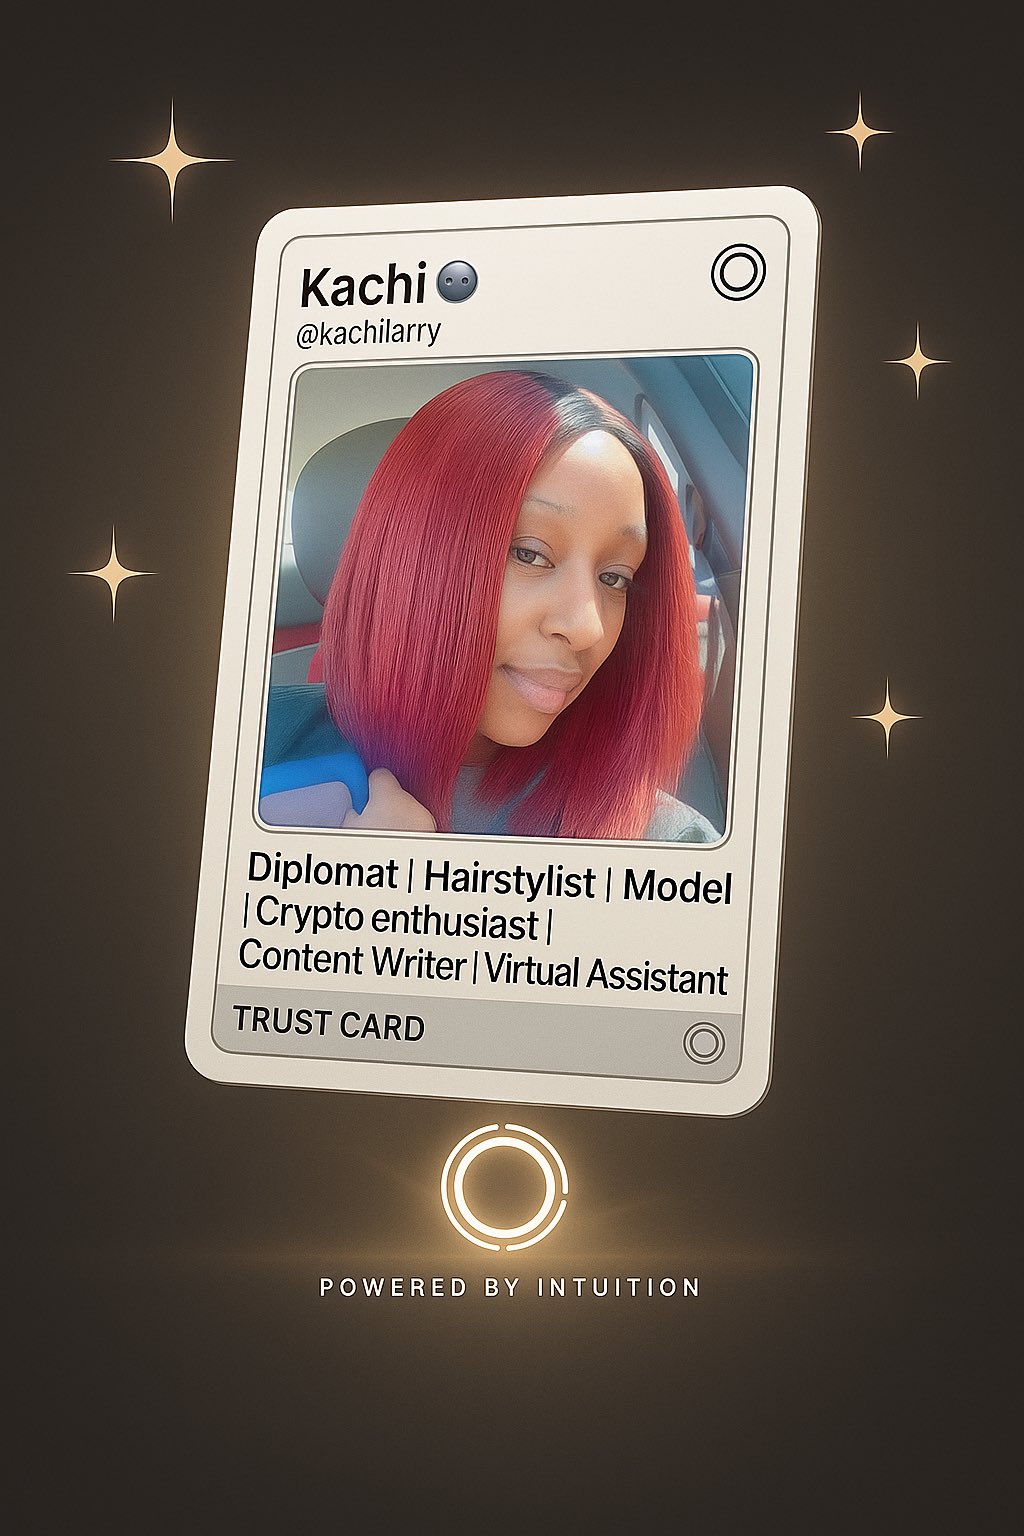 Kachi
@kachilarry
Diplomat | Hairstylist | Model
| Crypto enthusiast |
Content Writer | Virtual Assistant
TRUST CARD
POWERED BY INTUITION